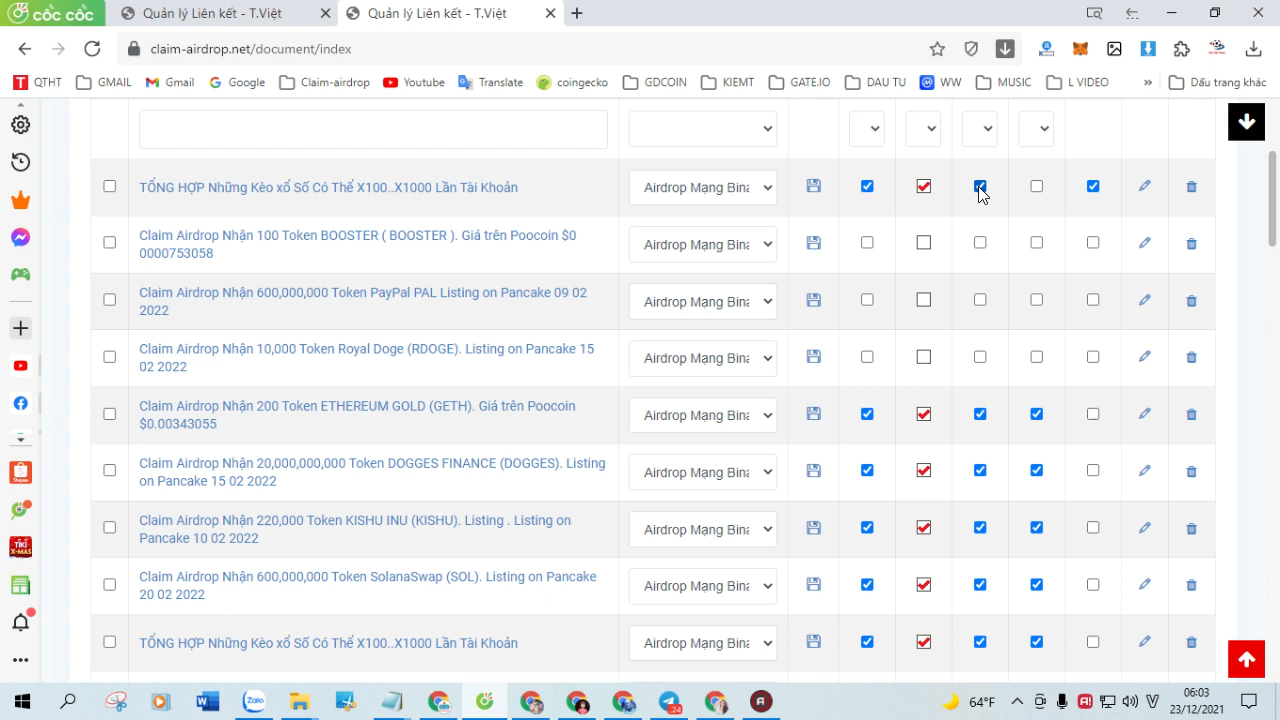 cốc cốc
Quản lý kết - T.Việt
Quản lý kết - T.Việt
claim-airdrop.net/document/index
QTHT
GMAIL
Gmail
Google
Claim-airdrop
Youtube
Translate
coingecko
GDCOIN
KIEMT
GATE.IO
DAU TU
WW
MUSIC
L VIDEO
»
Dấu trang khác
TỔNG HỢP Những Kèo xổ Số Có Thể X100..X1000 Lần Tài Khoản
Airdrop Mạng Bina
Claim Airdrop Nhận 100 Token BOOSTER ( BOOSTER ). Giá trên Poocoin $0
0000753058
Airdrop Mạng Bina
Claim Airdrop Nhận 600,000,000 Token PayPal PAL Listing on Pancake 09 02
2022
Airdrop Mạng Bina
Claim Airdrop Nhận 10,000 Token Royal Doge (RDOGE). Listing on Pancake 15
02 2022
Airdrop Mạng Bina
Claim Airdrop Nhận 200 Token ETHEREUM GOLD (GETH). Giá trên Poocoin
$0.00343055
Airdrop Mạng Bina
Claim Airdrop Nhận 20,000,000,000 Token DOGGES FINANCE (DOGGES). Listing
on Pancake 15 02 2022
Airdrop Mạng Bina
Claim Airdrop Nhận 220,000 Token KISHU INU (KISHU). Listing . Listing on
Pancake 10 02 2022
Airdrop Mạng Bina
Claim Airdrop Nhận 600,000,000 Token SolanaSwap (SOL). Listing on Pancake
20 02 2022
Airdrop Mạng Bina
TỔNG HỢP Những Kèo xổ Số Có Thể X100..X1000 Lần Tài Khoản
Airdrop Mạng Bina
Shopee
TIKI
X-MAS
Zalo
24
64°F
06:03
23/12/2021